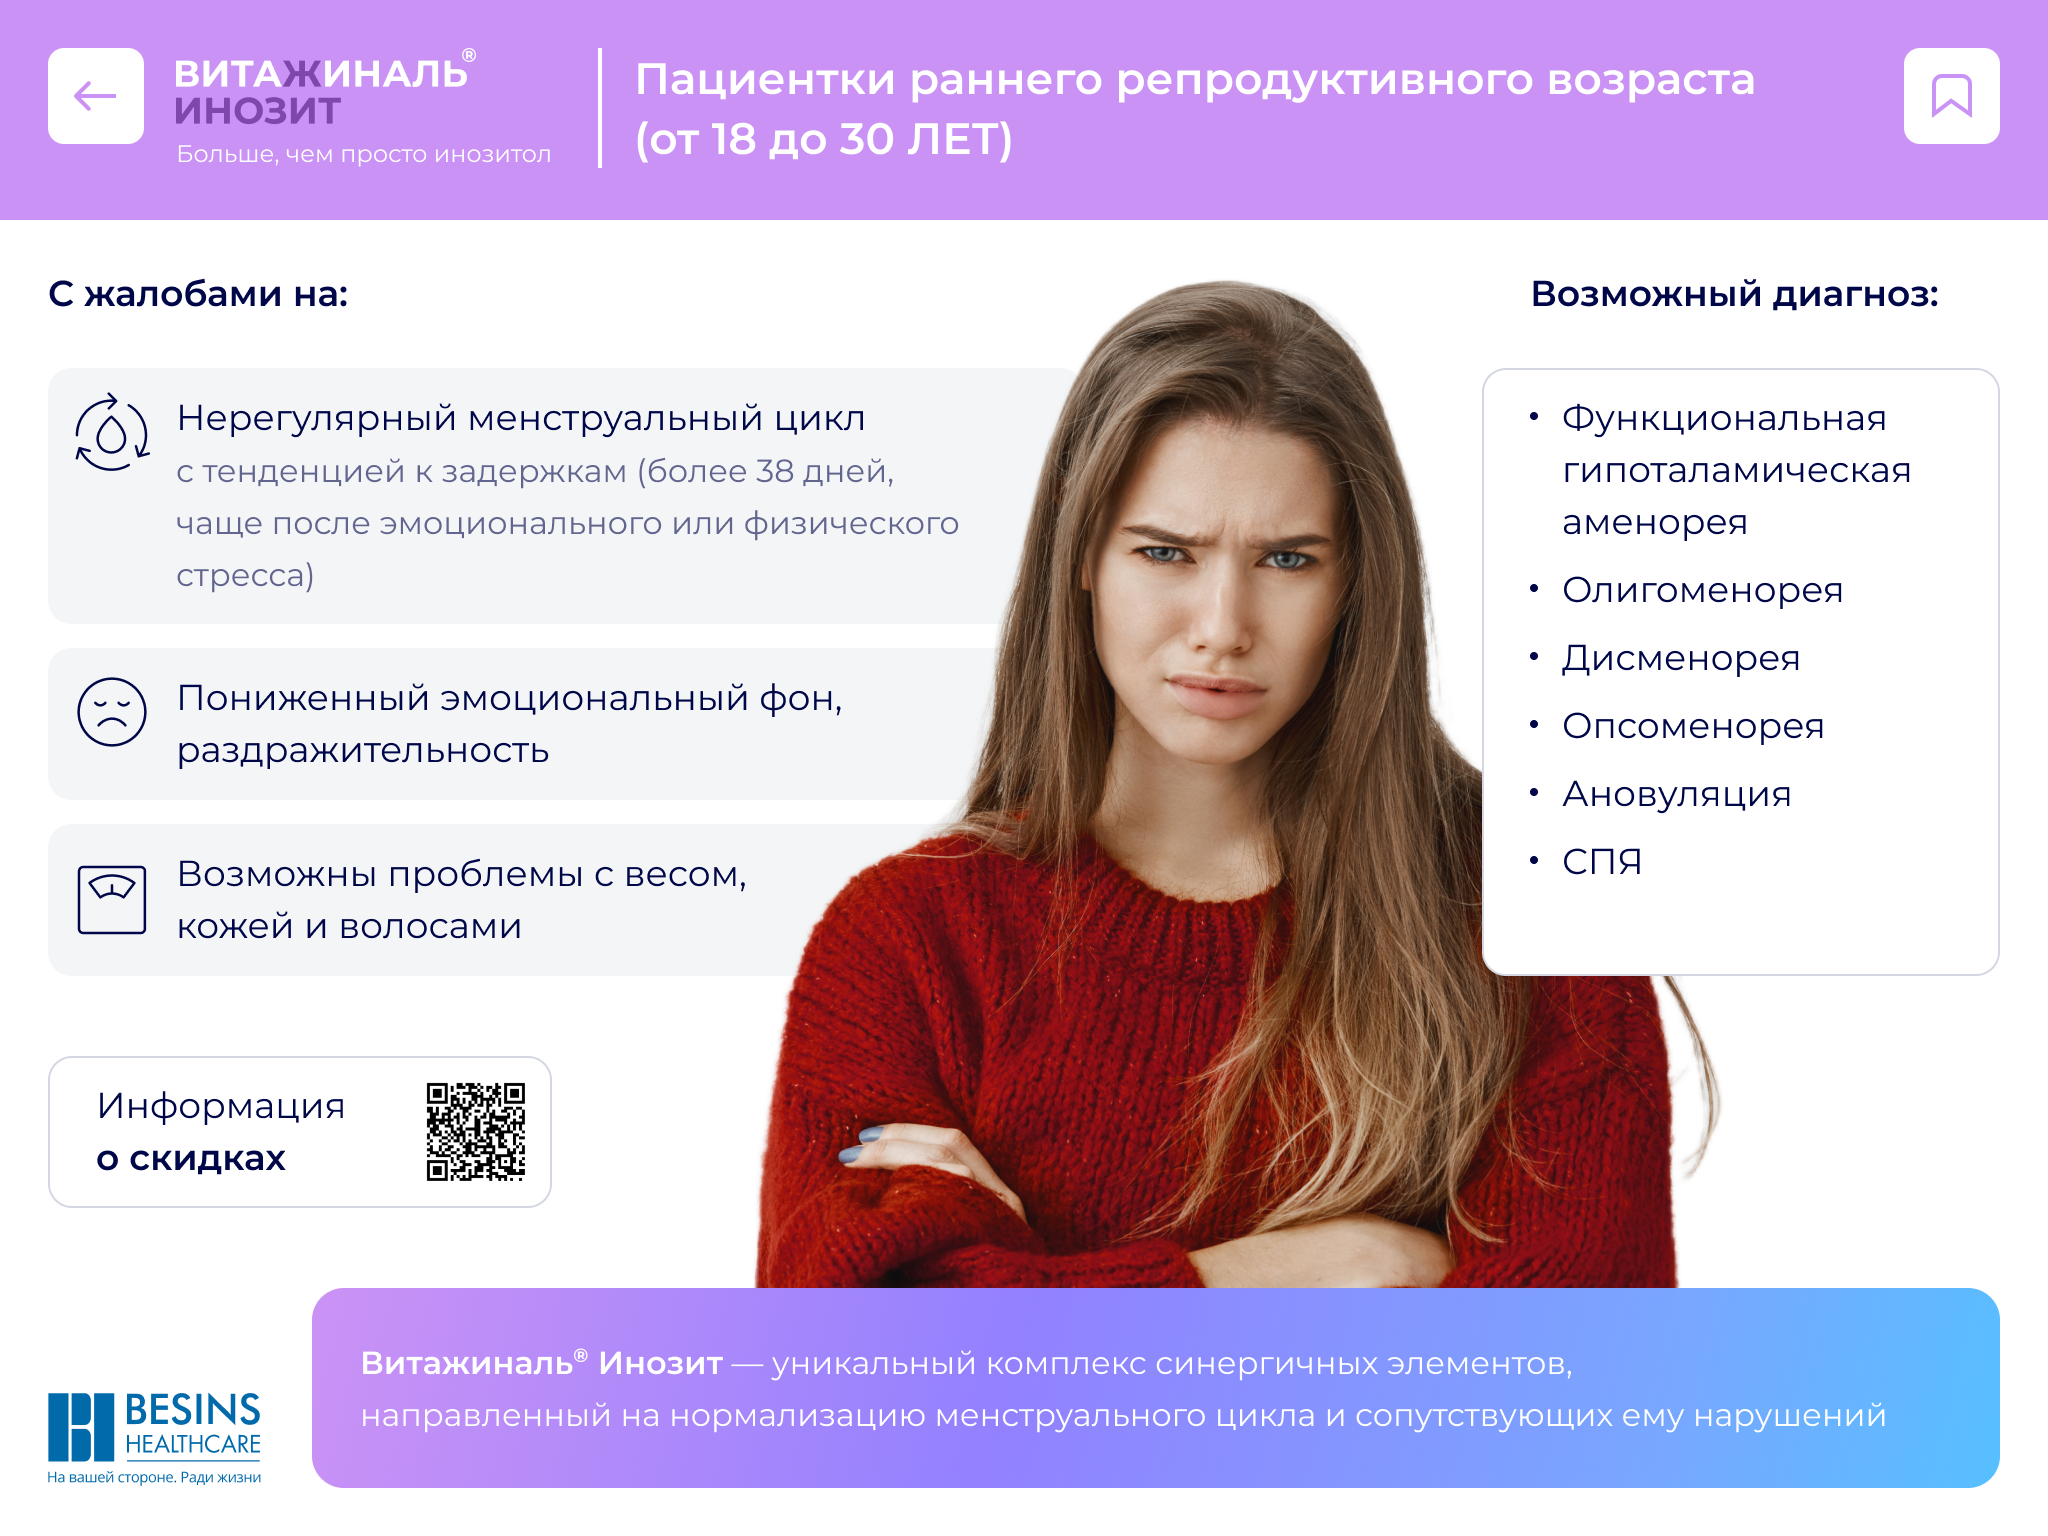 ВИТАЖИНАЛЬ®
ИНОЗИТ
Больше, чем просто инозитол
Пациентки раннего репродуктивного возраста
(от 18 до 30 ЛЕТ)
С жалобами на:
Нерегулярный менструальный цикл
с тенденцией к задержкам (более 38 дней,
чаще после эмоционального или физического
стресса)
Пониженный эмоциональный фон,
раздражительность
Возможны проблемы с весом,
кожей и волосами
Возможный диагноз:
• Функциональная
гипоталамическая
аменорея
• Олигоменорея
• Дисменорея
• Опсоменорея
• Ановуляция
• СПЯ
Информация
о скидках
Витажиналь® Инозит — уникальный комплекс синергичных элементов,
направленный на нормализацию менструального цикла и сопутствующих ему нарушений
BESINS
HEALTHCARE
На вашей стороне. Ради жизни